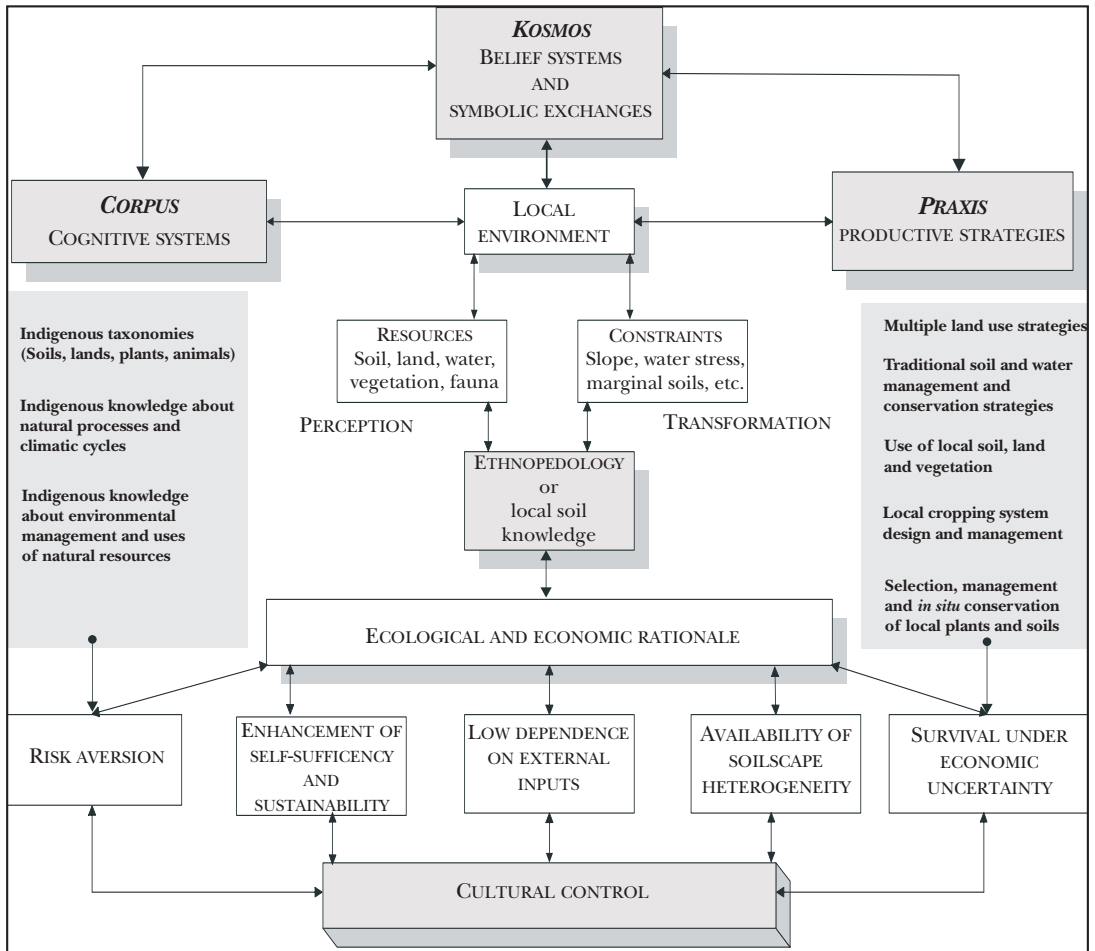 KOSMOS
BELIEF SYSTEMS
AND
SYMBOLIC EXCHANGES
CORPUS
COGNITIVE SYSTEMS
LOCAL
ENVIRONMENT
PRAXIS
PRODUCTIVE STRATEGIES
Indigenous taxonomies
(Soils, lands, plants, animals)
Indigenous knowledge about
natural processes and
climatic cycles
Indigenous knowledge
about environmental
management and uses
of natural resources
RESOURCES
Soil, land, water,
vegetation, fauna
CONSTRAINTS
Slope, water stress,
marginal soils, etc.
PERCEPTION
TRANSFORMATION
ETHNOPEDOLOGY
or
local soil
knowledge
Multiple land use strategies
Traditional soil and water
management and
conservation strategies
Use of local soil, land
and vegetation
Local cropping system
design and management
Selection, management
and in situ conservation
of local plants and soils
ECOLOGICAL AND ECONOMIC RATIONALE
RISK AVERSION
ENHANCEMENT OF
SELF-SUFFICENCY AND
SUSTAINABILITY
LOW DEPENDENCE
ON EXTERNAL
INPUTS
AVAILABILITY OF
SOILSCAPE
HETEROGENEITY
SURVIVAL UNDER
ECONOMIC
UNCERTAINTY
CULTURAL CONTROL